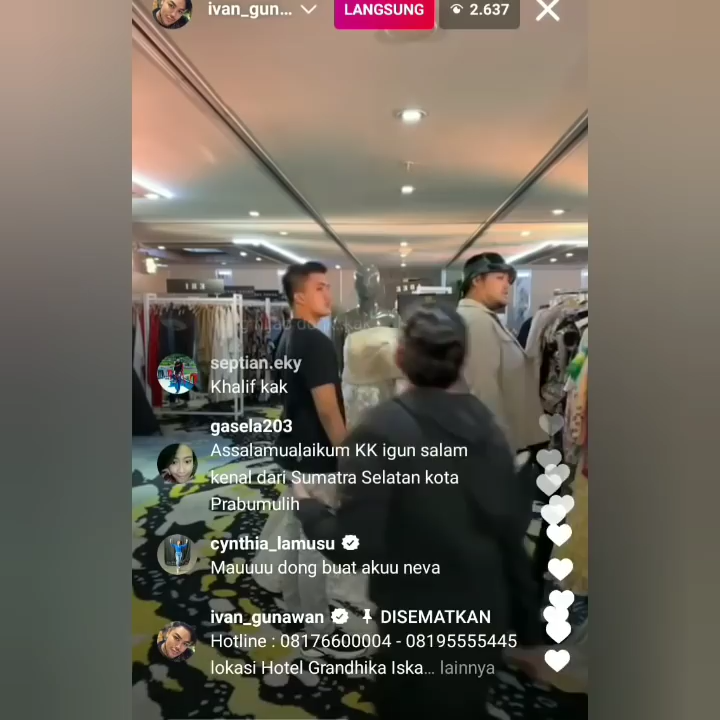 ivan_gun...
LANGSUNG
2.637
septian.eky
Khalif kak
gasela203
Assalamualaikum KK igun salam
kenal dari Sumatra Selatan kota
Prabumulih
cynthia_lamusu
Mauuuu dong buat akuu neva
ivan_gunawan DISEMATKAN
Hotline : 08176600004 - 08195555445
lokasi Hotel Grandhika Iska... lainnya